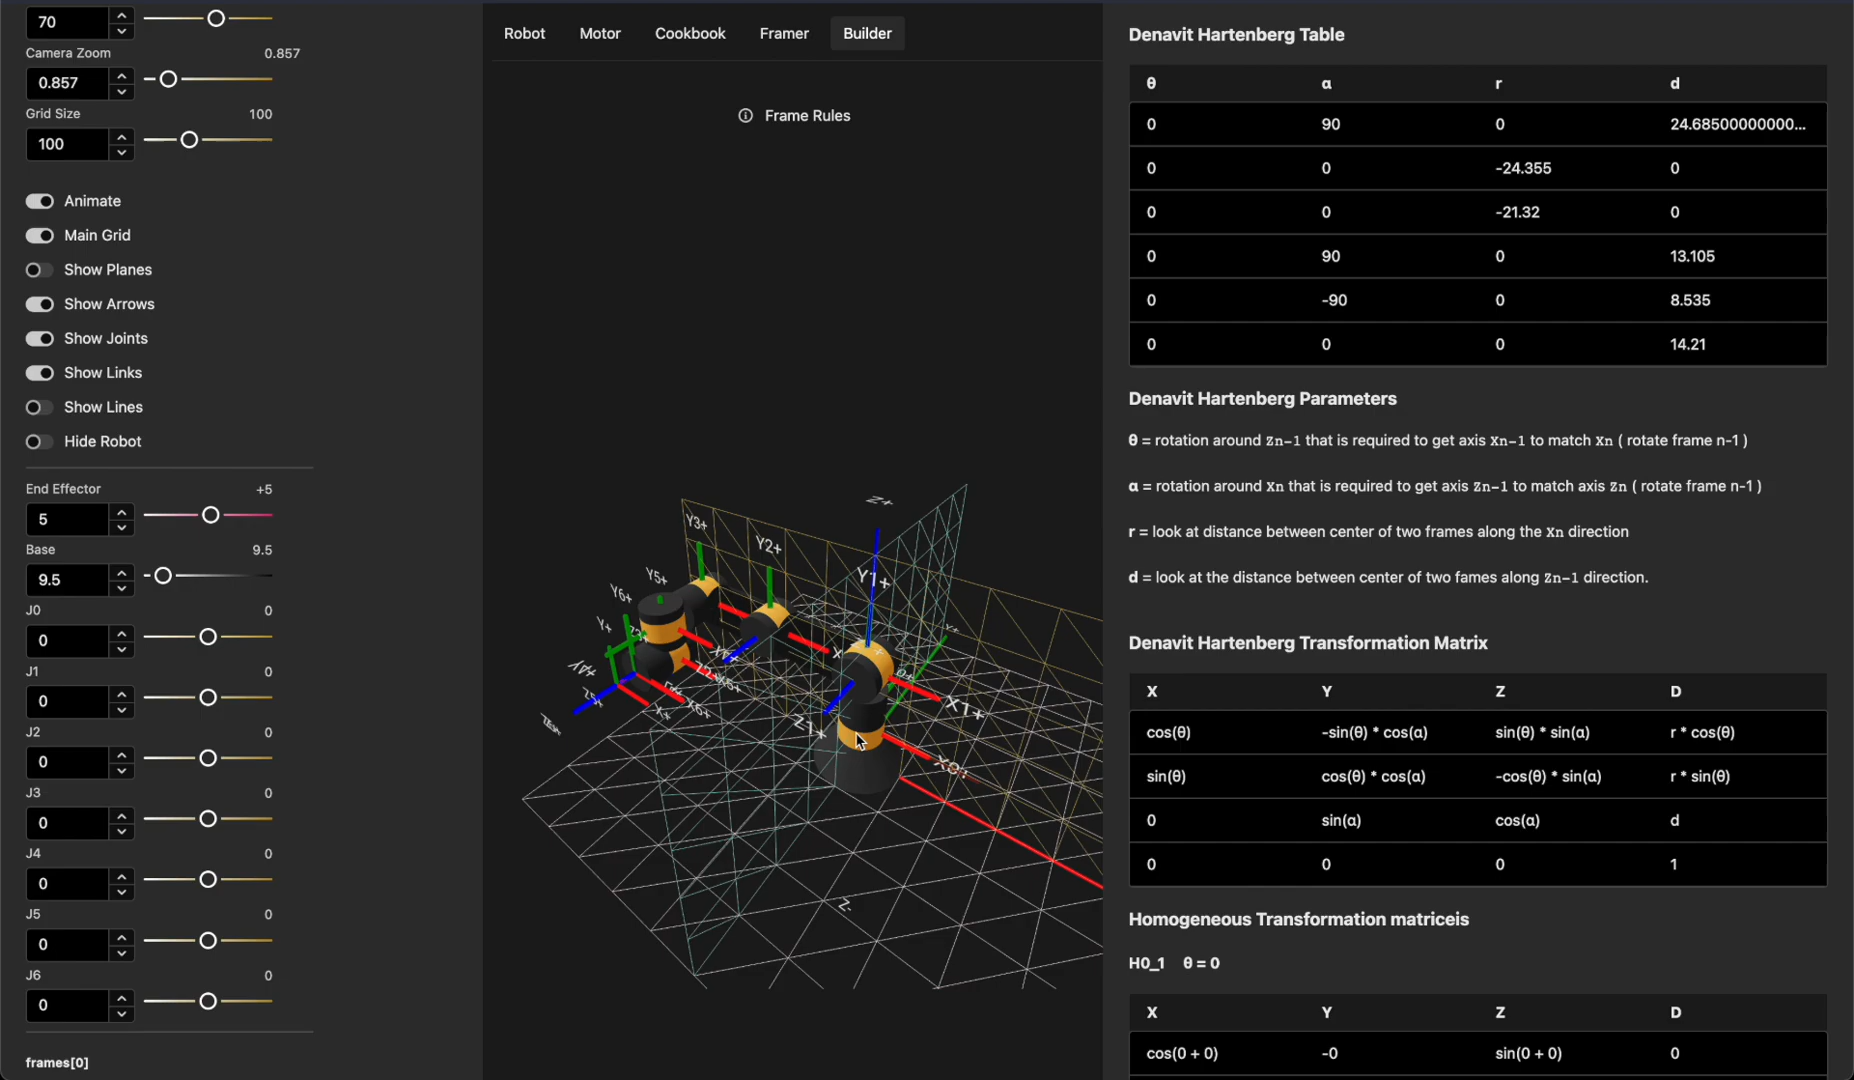 70
Camera Zoom 0.857
0.857
Grid Size 100
100
Animate
Main Grid
Show Planes
Show Arrows
Show Joints
Show Links
Show Lines
Hide Robot
End Effector +5
5
Base 9.5
9.5
J0 0
0
J1 0
0
J2 0
0
J3 0
0
J4 0
0
J5 0
0
J6 0
0
frames[0]
Robot Motor Cookbook Framer Builder
Frame Rules
Z+
Y3+
Y2+
Y5+
Y1+
Y6+
Y+
X1+
Z1+
X0+
Z-
Denavit Hartenberg Table
θ α r d
0 90 0 24.68500000000...
0 0 -24.355 0
0 0 -21.32 0
0 90 0 13.105
0 -90 0 8.535
0 0 0 14.21
Denavit Hartenberg Parameters
θ = rotation around Zn-1 that is required to get axis Xn-1 to match Xn ( rotate frame n-1 )
α = rotation around Xn that is required to get axis Zn-1 to match axis Zn ( rotate frame n-1 )
r = look at distance between center of two frames along the Xn direction
d = look at the distance between center of two fames along Zn-1 direction.
Denavit Hartenberg Transformation Matrix
X Y Z D
cos(θ) -sin(θ) * cos(α) sin(θ) * sin(α) r * cos(θ)
sin(θ) cos(θ) * cos(α) -cos(θ) * sin(α) r * sin(θ)
0 sin(α) cos(α) d
0 0 0 1
Homogeneous Transformation matriceis
H0_1 θ = 0
X Y Z D
cos(0 + 0) -0 sin(0 + 0) 0